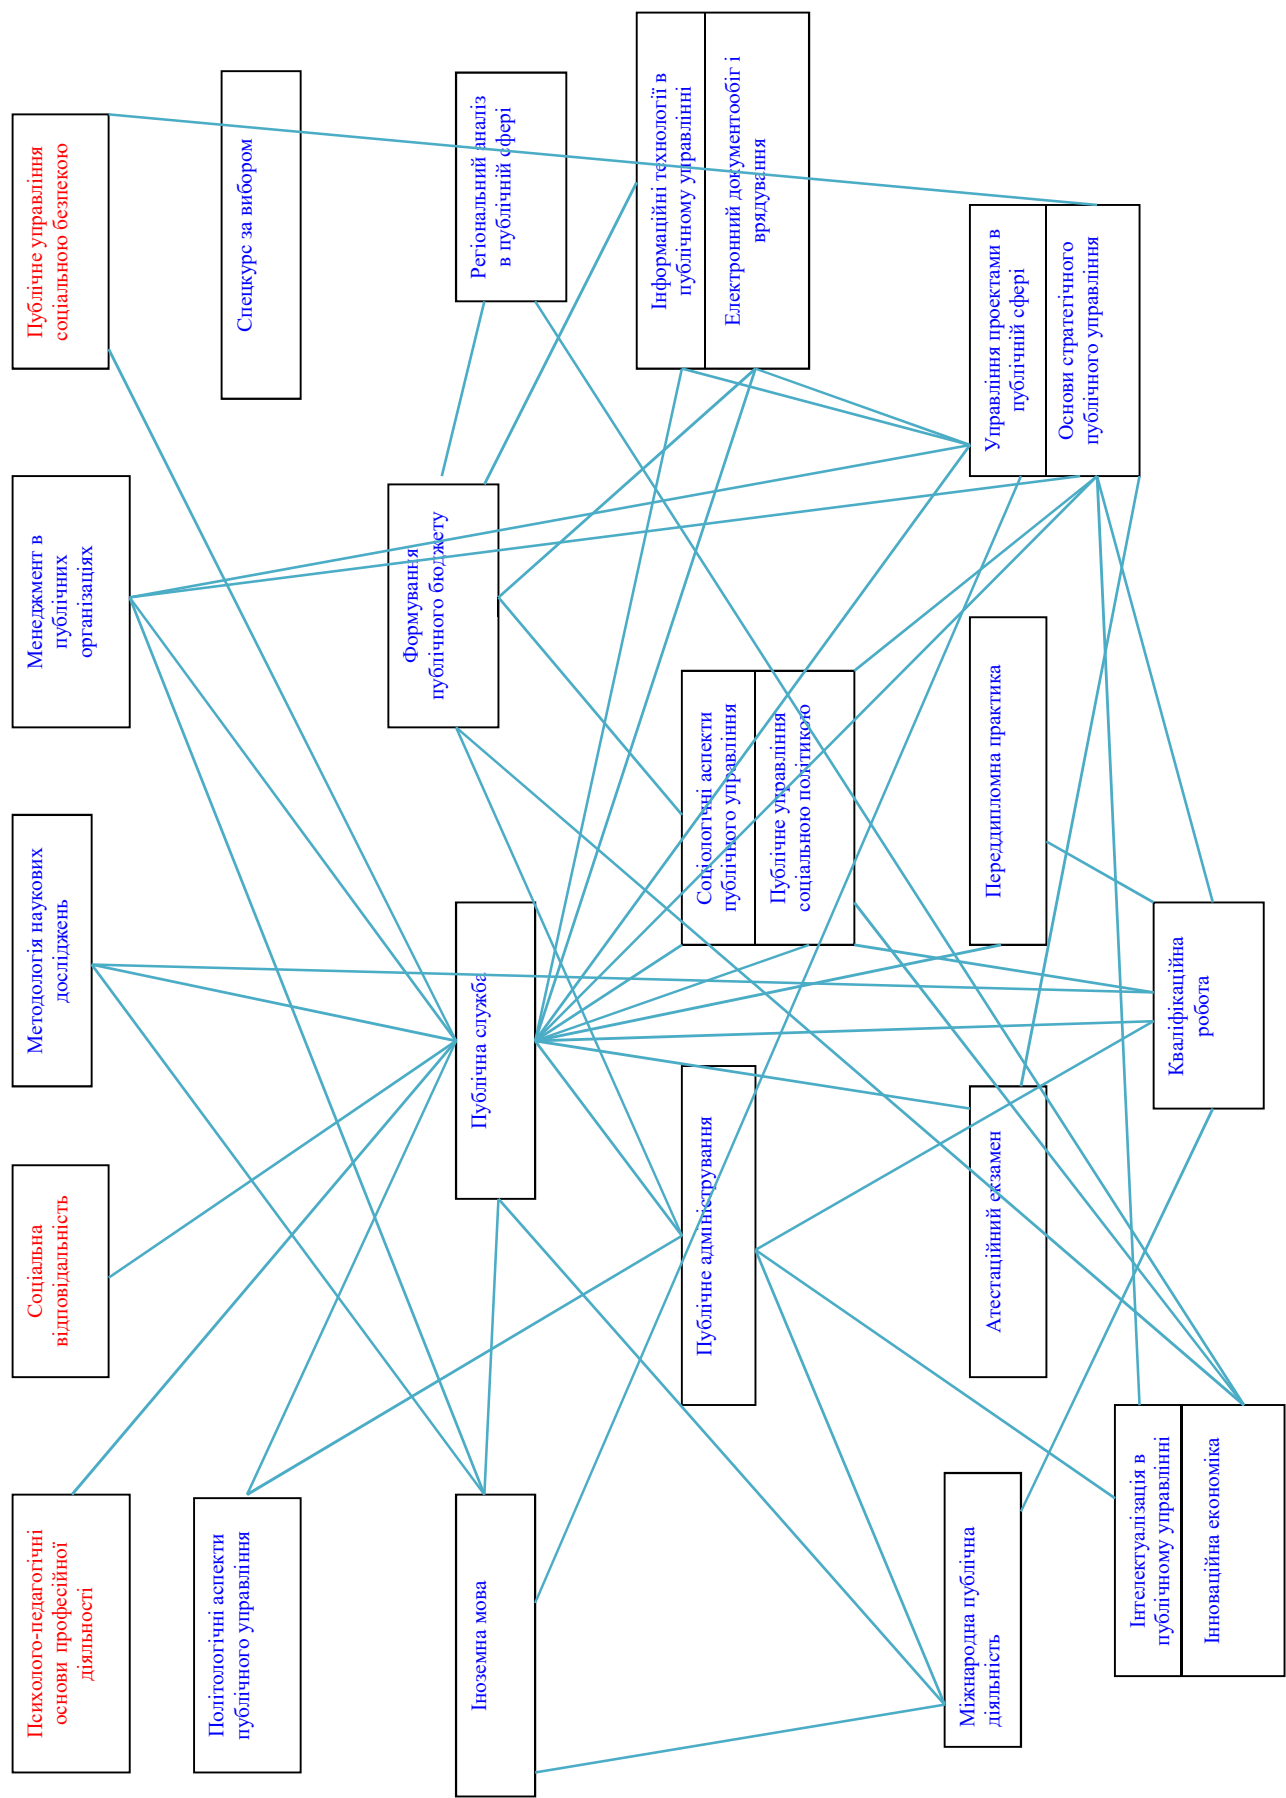 Психолого-педагогічні
основи професійної
діяльності
Соціальна
відповідальність
Методологія наукових
досліджень
Менеджмент в
публічних
організаціях
Публічне управління
соціальною безпекою
Політологічні аспекти
публічного управління
Спецкурс за вибором
Іноземна мова
Публічна служба
Формування
публічного бюджету
Регіональний аналіз
в публічній сфері
Публічне адміністрування
Соціологічні аспекти
публічного управління
Публічне управління
соціальною політикою
Інформаційні технології в
публічному управлінні
Електронний документообіг і
врядування
Міжнародна публічна
діяльність
Атестаційний екзамен
Переддипломна практика
Управління проектами в
публічній сфері
Основи стратегічного
публічного управління
Інтелектуалізація в
публічному управлінні
Інноваційна економіка
Кваліфікаційна
робота